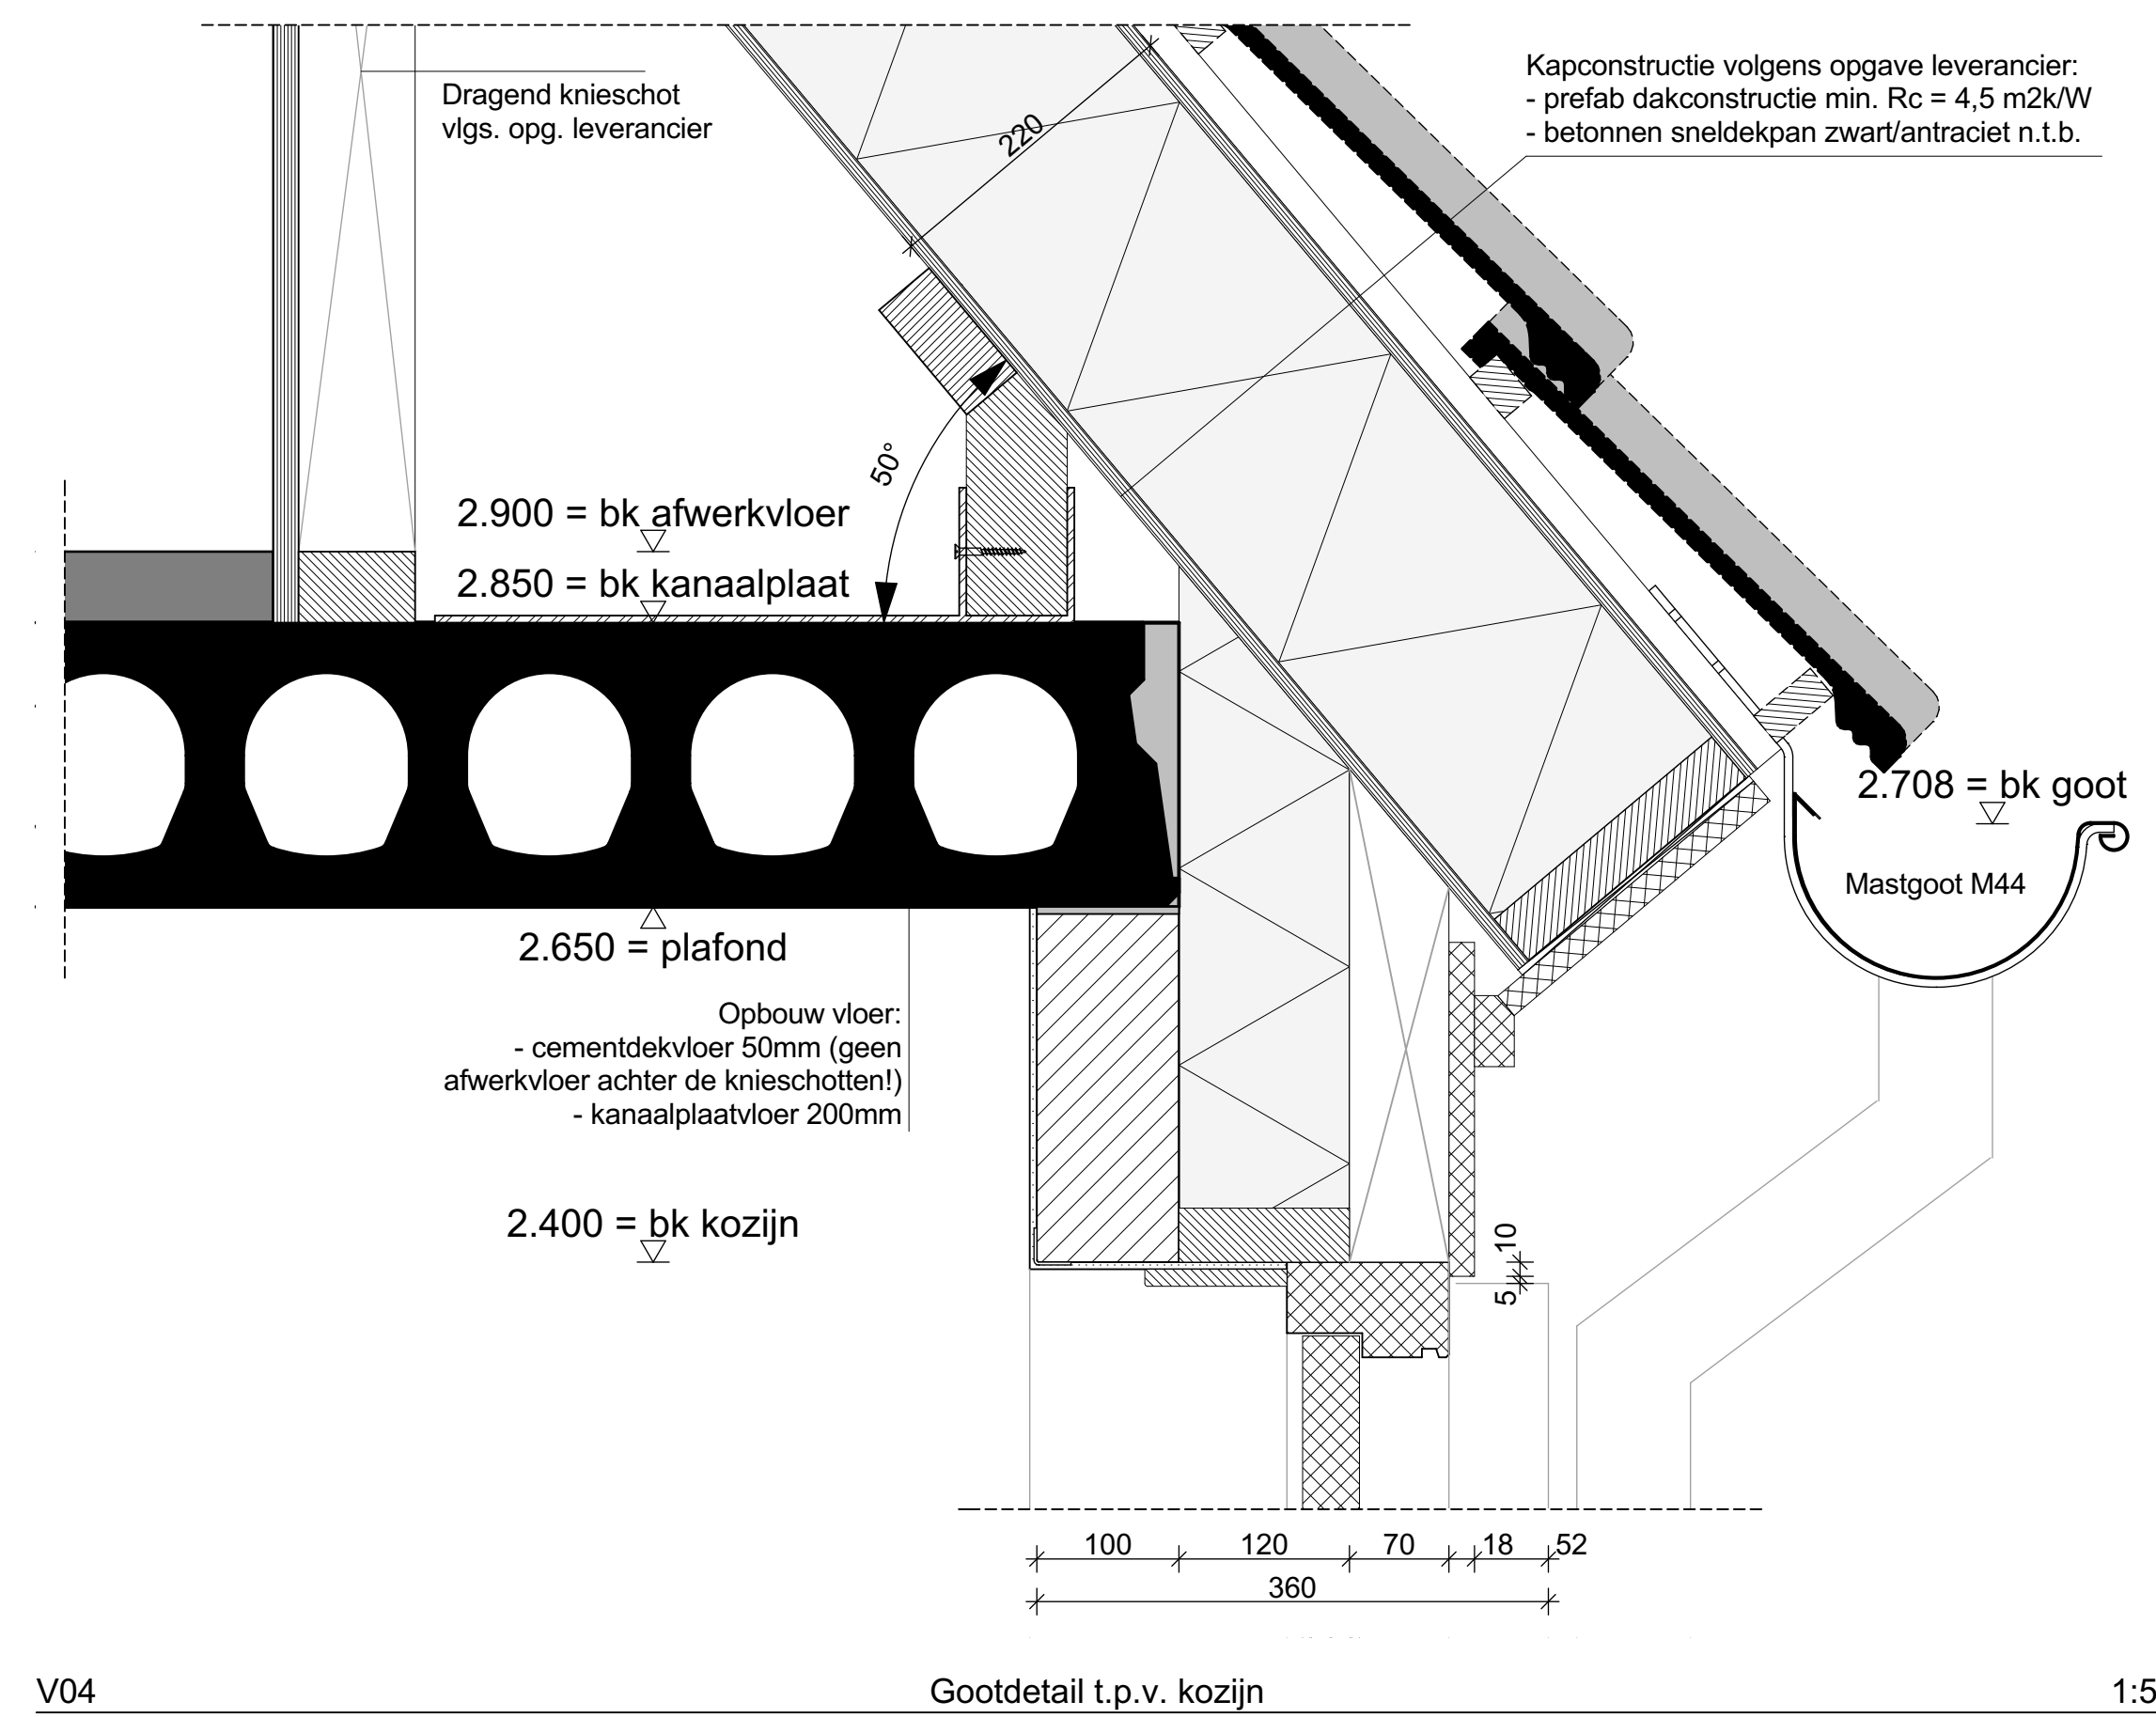 Dragend knieschot
vlgs. opg. leverancier
Kapconstructie volgens opgave leverancier:
- prefab dakconstructie min. Rc = 4,5 m2k/W
- betonnen sneldekpan zwart/antraciet n.t.b.
220
50°
2.900 = bk afwerkvloer
2.850 = bk kanaalplaat
2.708 = bk goot
Mastgoot M44
2.650 = plafond
Opbouw vloer:
- cementdekvloer 50mm (geen
afwerkvloer achter de knieschotten!)
- kanaalplaatvloer 200mm
2.400 = bk kozijn
10
5
100 120 70 18 52
360
V04 Gootdetail t.p.v. kozijn 1:5